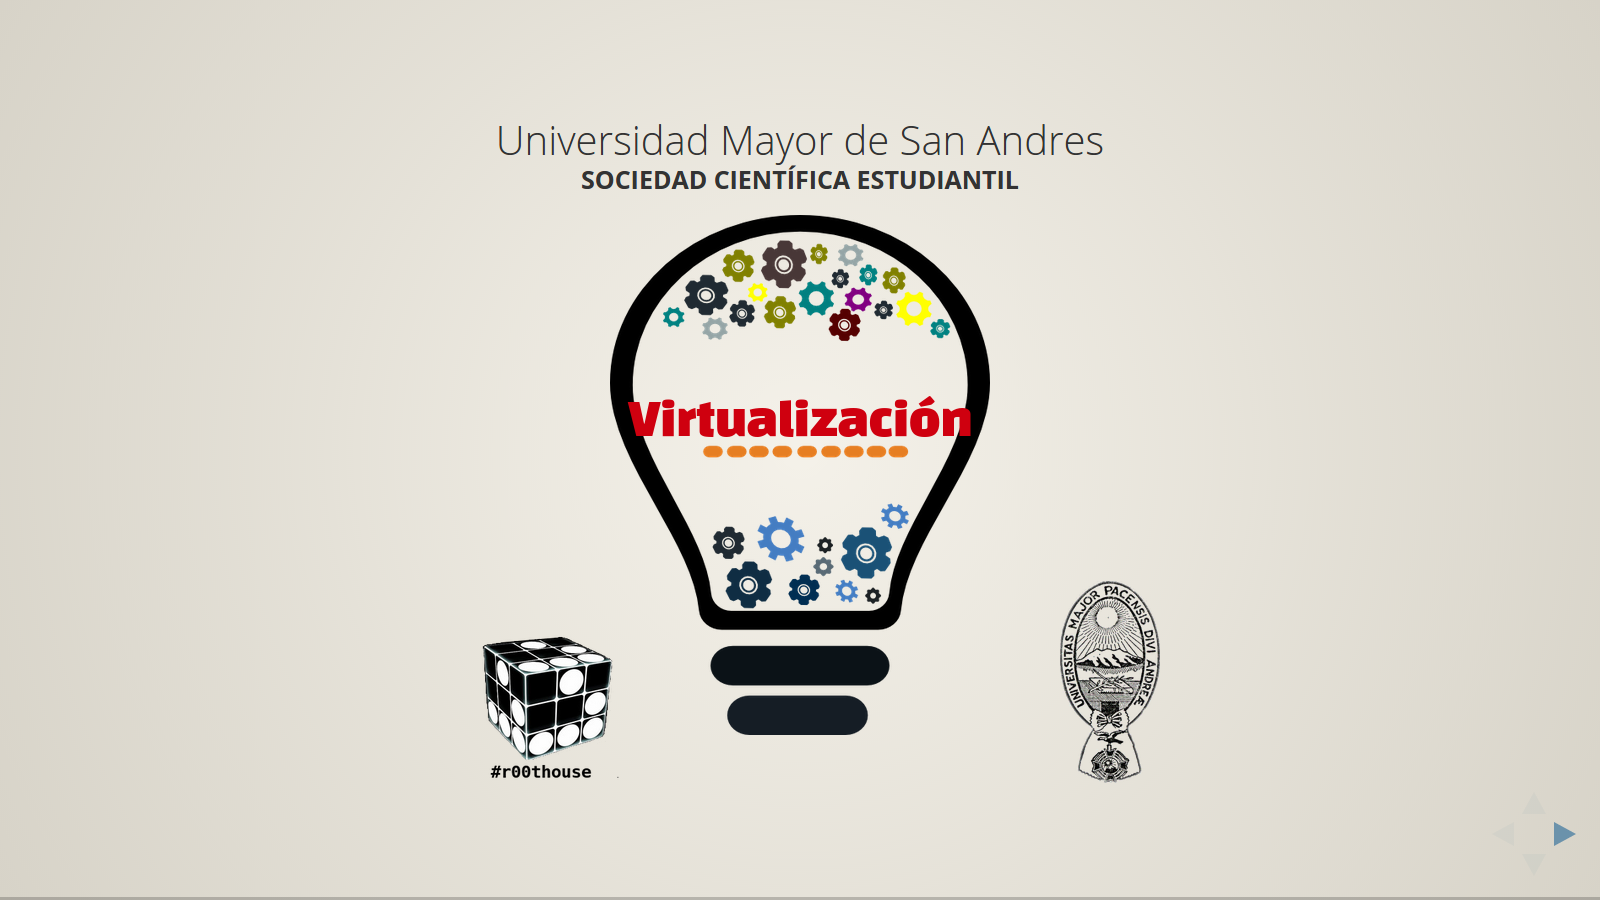 Universidad Mayor de San Andres
SOCIEDAD CIENTÍFICA ESTUDIANTIL
Virtualización
#r00thouse
UNIVERSITAS MAJOR PACENSIS DIVI ANDREÆ